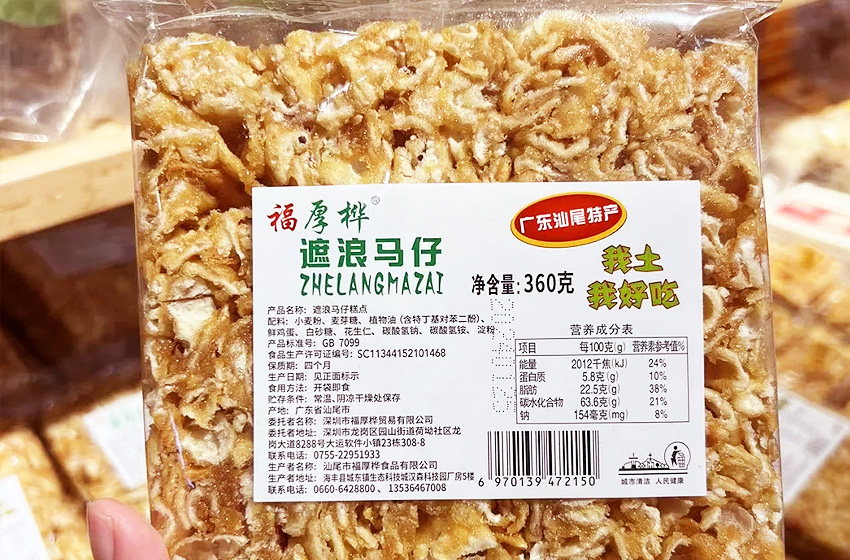 福厚桦®
广东汕尾特产
遮浪马仔
ZHELANGMAZAI
净含量: 360克
我土
我好吃
产品名称: 遮浪马仔糕点
配料: 小麦粉、麦芽糖、植物油 (含特丁基对苯二酚)、
鲜鸡蛋、白砂糖、花生仁、碳酸氢钠、碳酸氢铵、淀粉
产品标准号: GB 7099
食品生产许可证编号: SC11344152101468
保质期: 四个月
生产日期: 见正面标示
食用方法: 开袋即食
贮存条件: 常温、阴凉干燥处保存
产地: 广东省汕尾市
委托者名称: 深圳市福厚桦贸易有限公司
委托者地址: 深圳市龙岗区园山街道荷坳社区龙
岗大道8288号大运软件小镇23栋308-8
联系电话: 0755-22951933
生产者名称: 汕尾市福厚桦食品有限公司
生产者地址: 海丰县城东镇生态科技城汉森科技园厂房5楼
联系电话: 0660-6428800 、13536467008
营养成分表
项目 每100克(g) 营养素参考值%
能量 2012千焦(kJ) 24%
蛋白质 5.8克(g) 10%
脂肪 22.5克(g) 38%
碳水化合物 63.6克(g) 21%
钠 154毫克(mg) 8%
6 970139 472150
城市清洁 人民健康